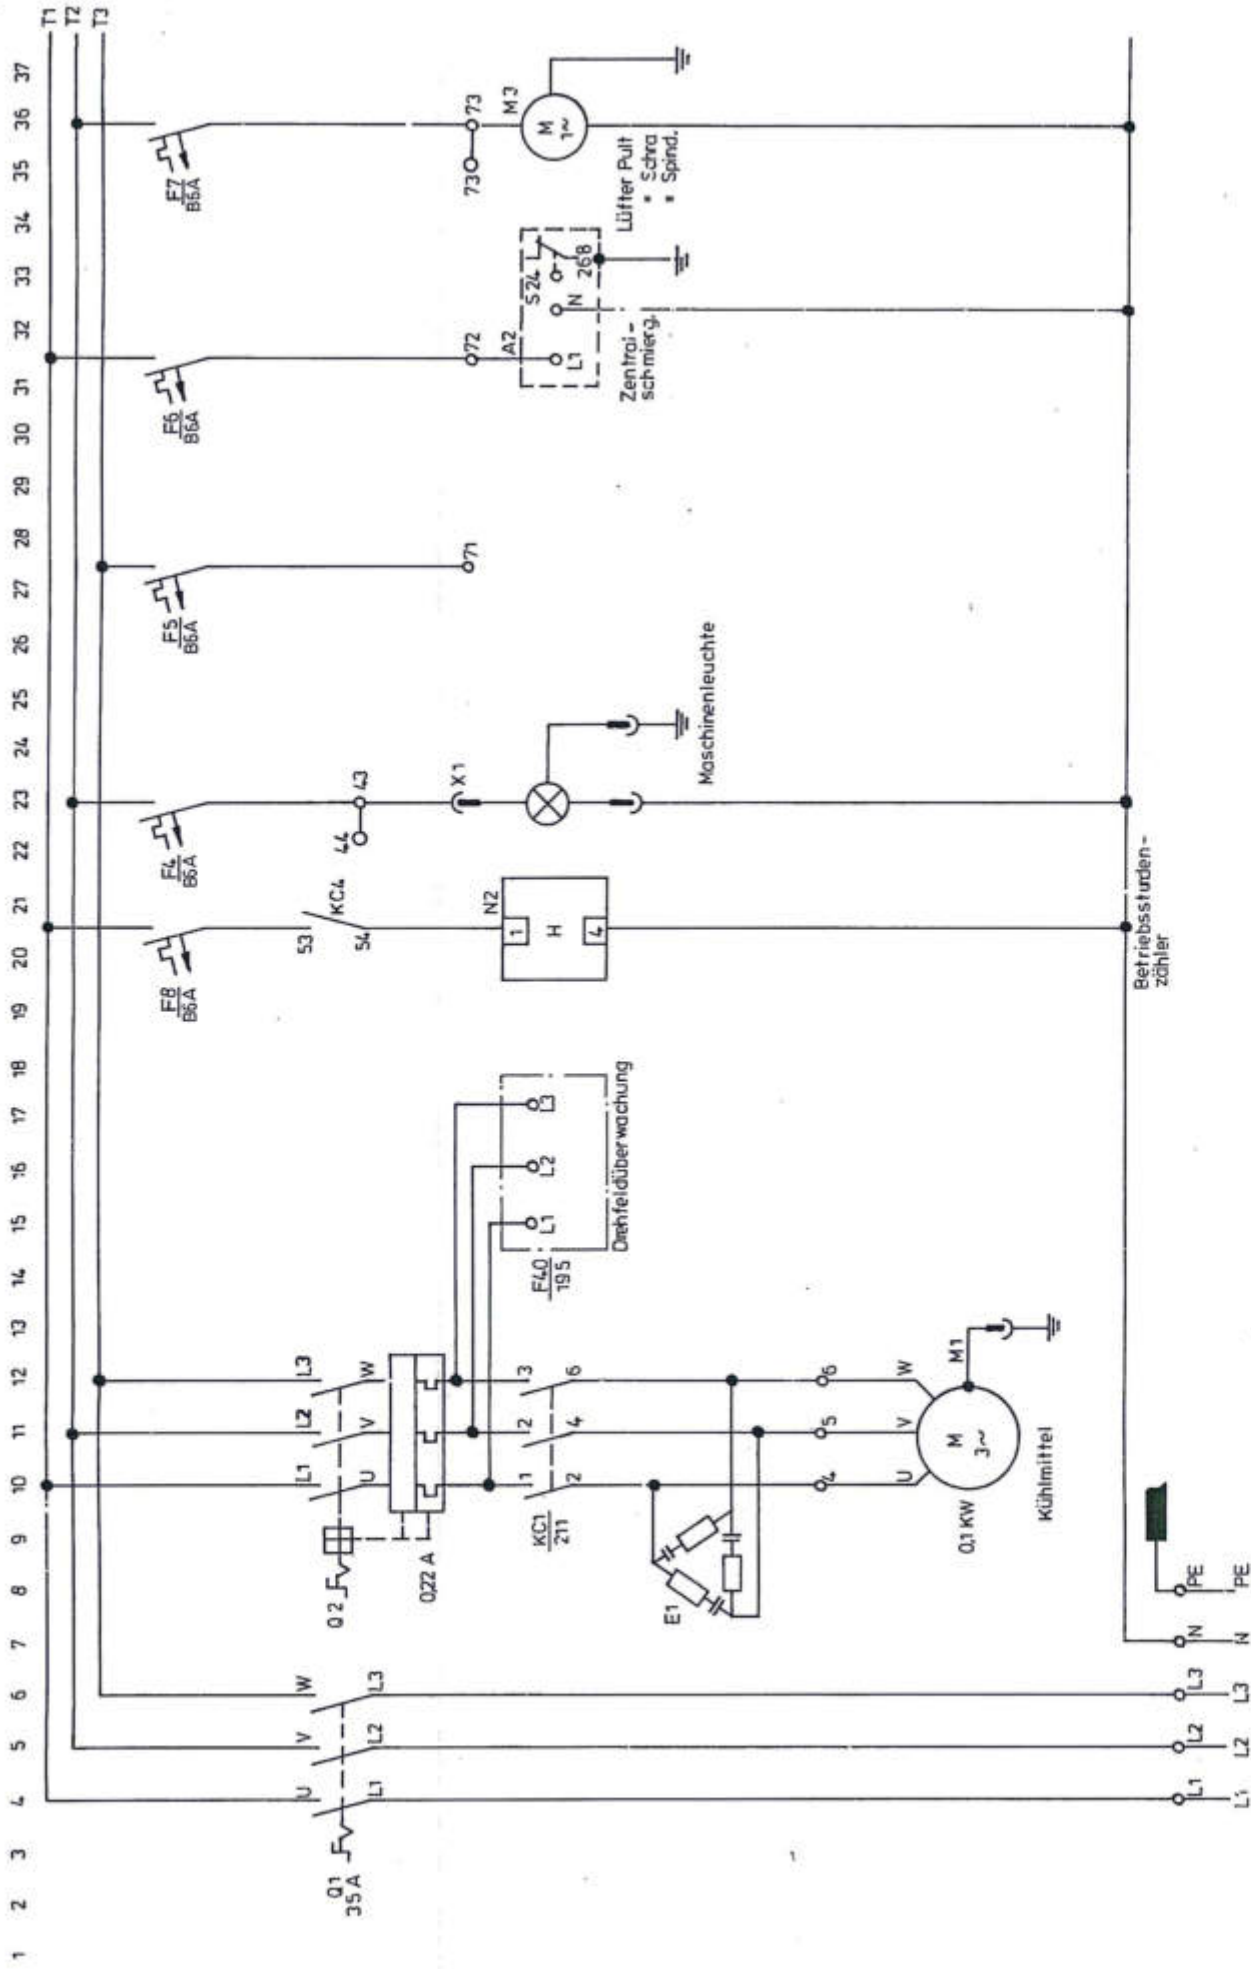 1 2 3 4 5 6 7 8 9 10 11 12 13 14 15 16 17 18 19 20 21 22 23 24 25 26 27 28 29 30 31 32 33 34 35 36 37
T1
T2
T3
Q1
35 A
U V W
L1 L2 L3
Q2
L1 L2 L3
U V W
0,22 A
KC1
211
1 2 3
2 4 6
E1
4 5 6
U V W
M
3~
M1
0,1 KW
Kühlmittel
F40
195
L1 L2 L3
Drehfeldüberwachung
F8
B6A
53
54
KC4
N2
1
H
4
Betriebsstunden-
zähler
F4
B6A
44 43
X1
Maschinenleuchte
F5
B6A
71
F6
B6A
72
A2
L1 N
S24
268
Zentral-
schmierg.
F7
B6A
73 73
M3
M
1~
Lüfter Pult
" Schra
" Spind.
L1 L2 L3 N PE
L1 L2 L3 N PE